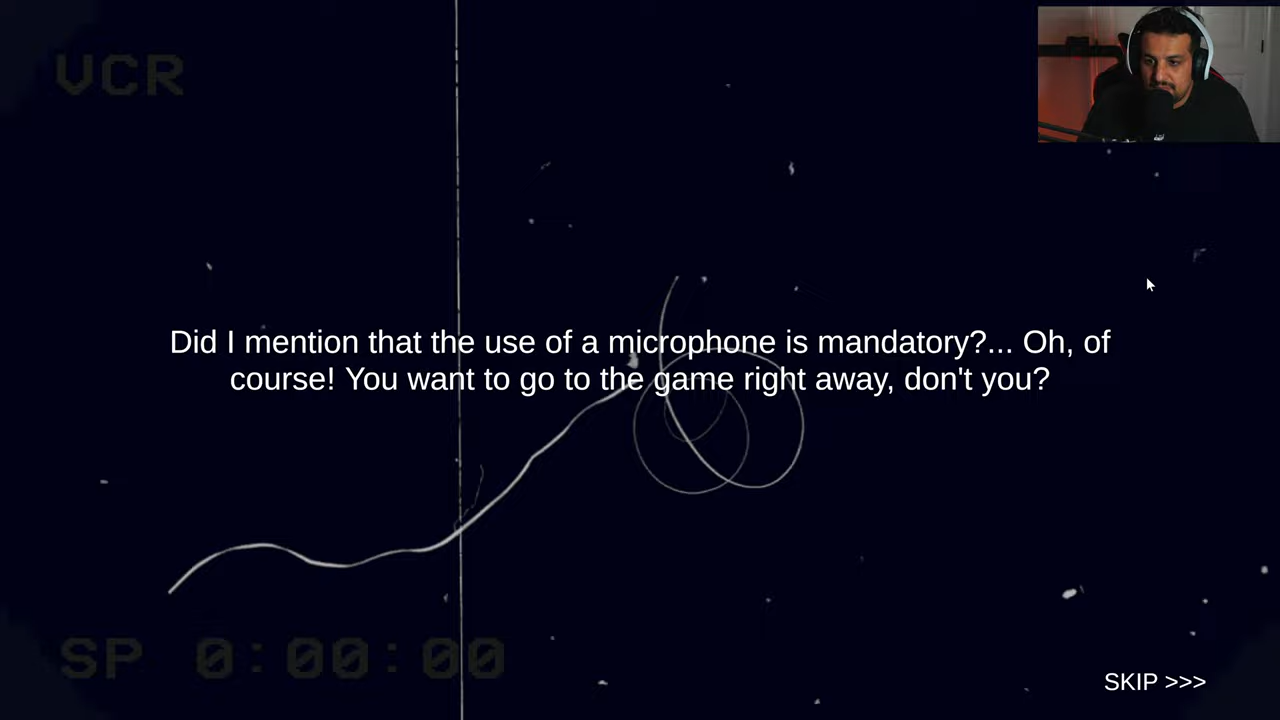 VCR
Did I mention that the use of a microphone is mandatory?... Oh, of
course! You want to go to the game right away, don't you?
SP 0:00:00
SKIP >>>